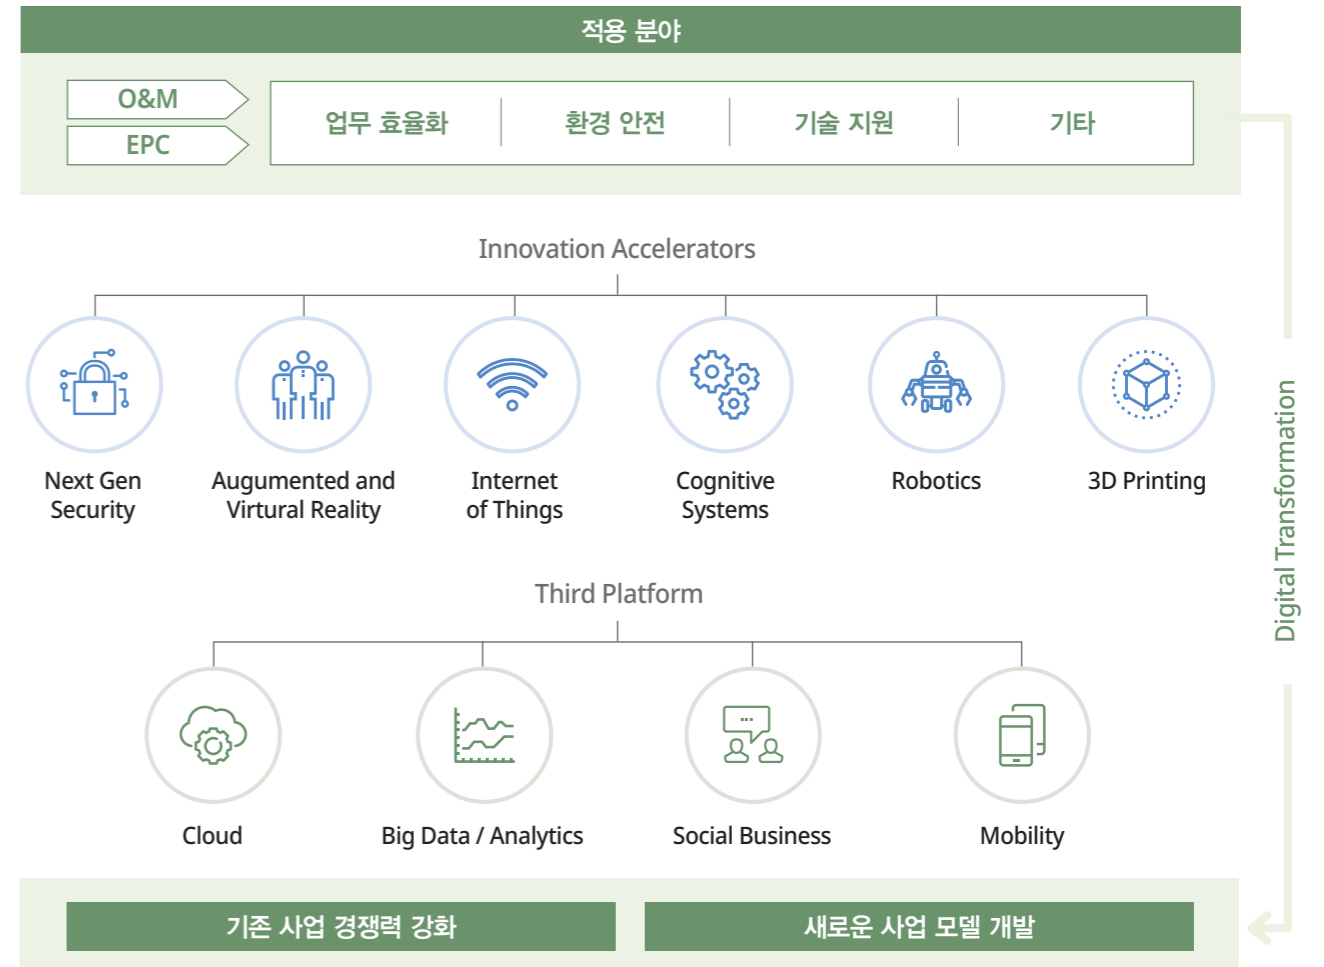 적용 분야
O&M
EPC
업무 효율화
환경 안전
기술 지원
기타
Innovation Accelerators
Next Gen
Security
Augumented and
Virtural Reality
Internet
of Things
Cognitive
Systems
Robotics
3D Printing
Digital Transformation
Third Platform
Cloud
Big Data / Analytics
Social Business
Mobility
기존 사업 경쟁력 강화
새로운 사업 모델 개발